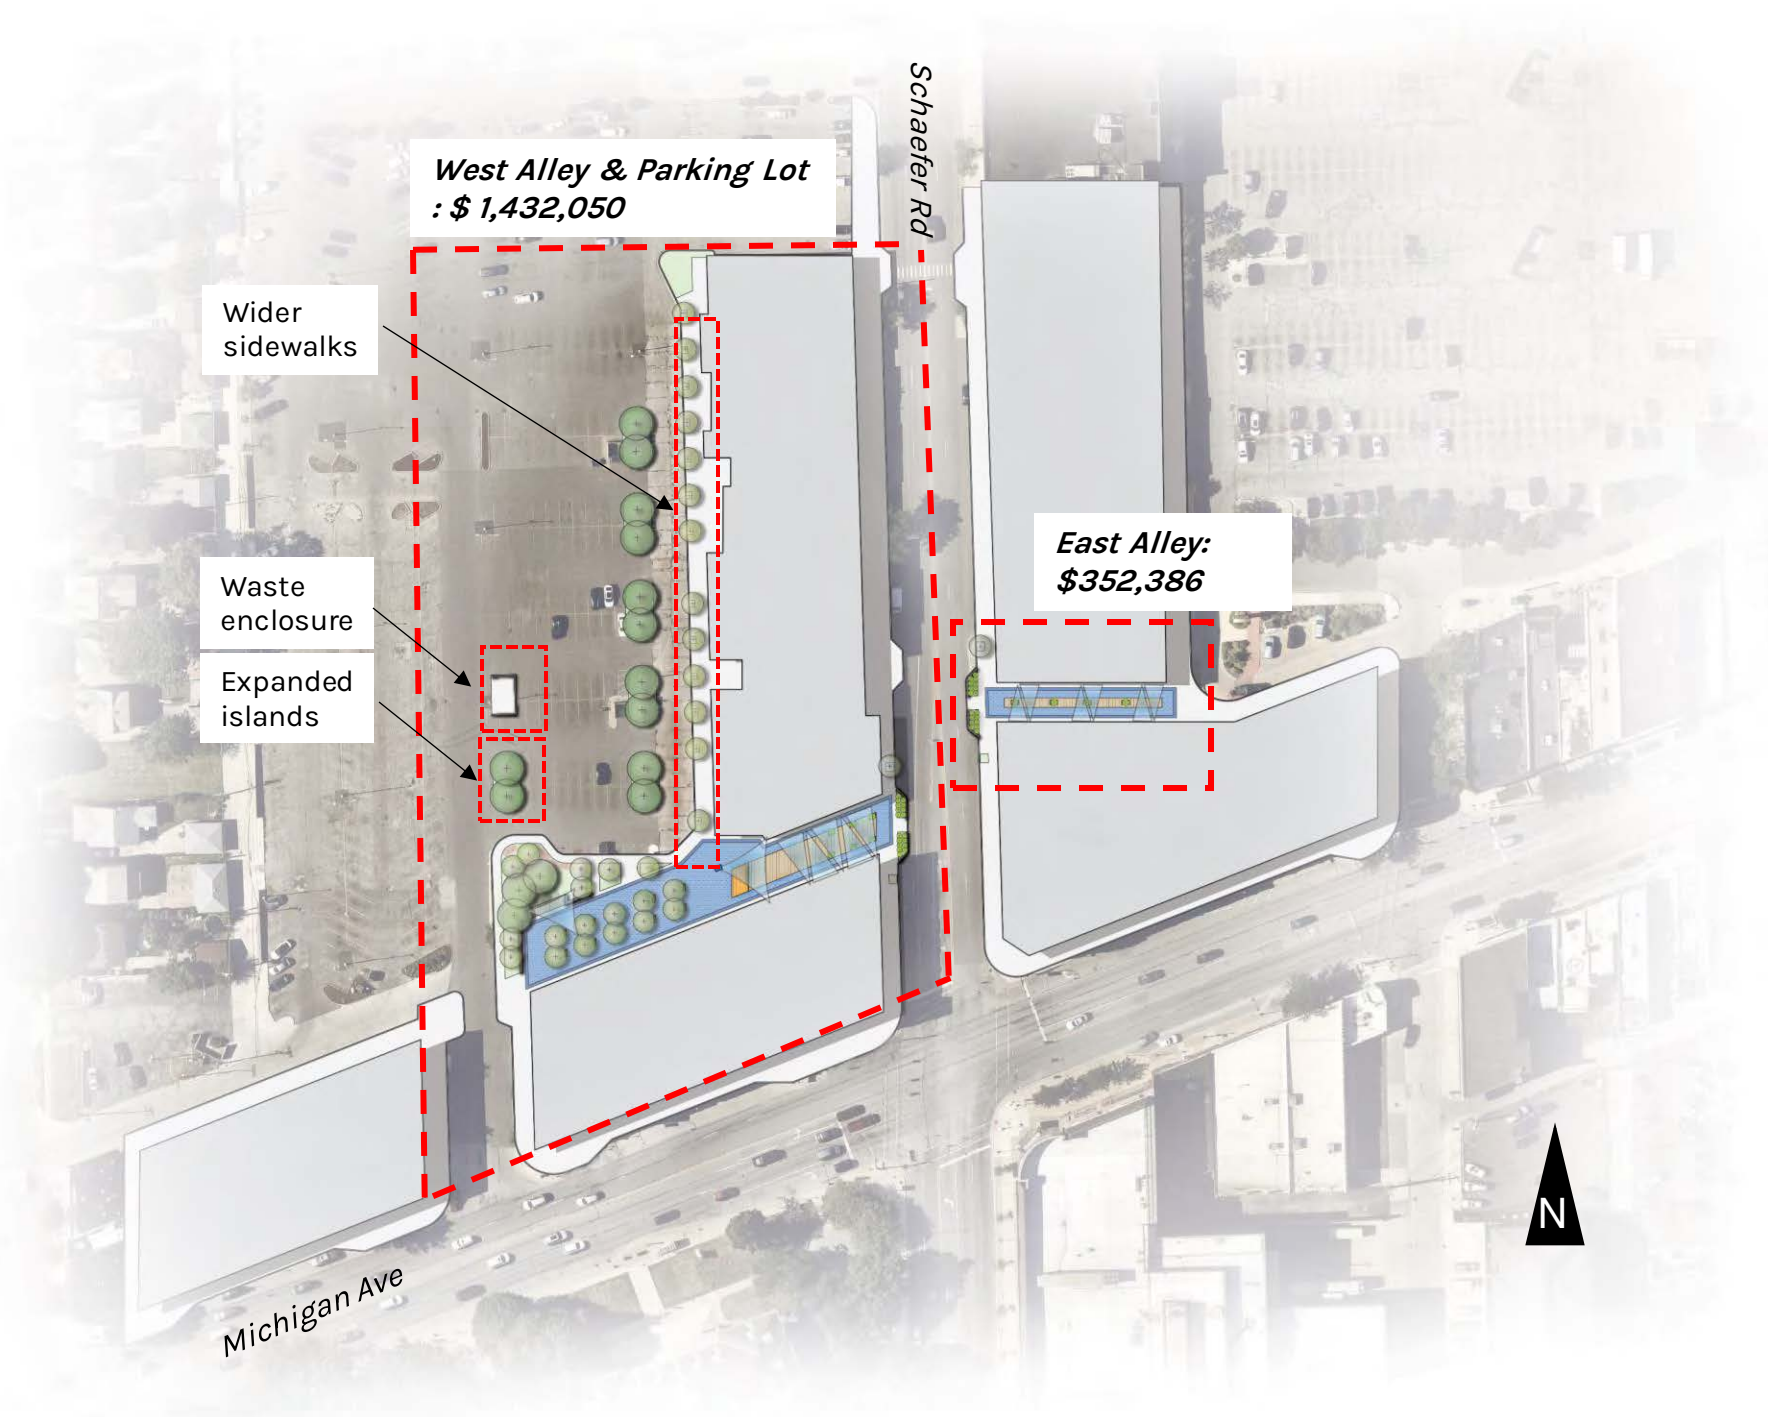 Schaefer Rd
West Alley & Parking Lot
: $ 1,432,050
Wider
sidewalks
East Alley:
$352,386
Waste
enclosure
Expanded
islands
N
Michigan Ave